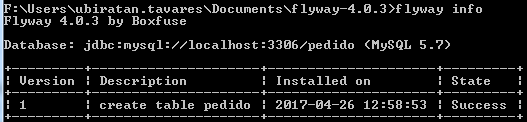 F:\Users\ubiratan.tavares\Documents\flyway-4.0.3>flyway info
Flyway 4.0.3 by Boxfuse
Database: jdbc:mysql://localhost:3306/pedido (MySQL 5.7)
+---------+---------------------+---------------------+---------+
| Version | Description         | Installed on        | State   |
+---------+---------------------+---------------------+---------+
| 1       | create table pedido | 2017-04-26 12:58:53 | Success |
+---------+---------------------+---------------------+---------+